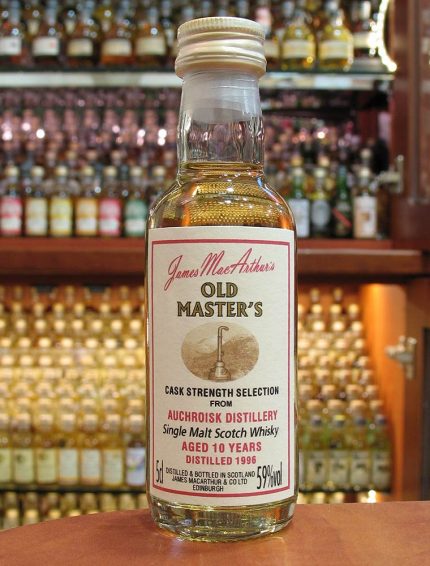 James MacArthur's
OLD
MASTER'S
CASK STRENGTH SELECTION
FROM
AUCHROISK DISTILLERY
Single Malt Scotch Whisky
AGED 10 YEARS
DISTILLED 1996
5cl DISTILLED & BOTTLED IN SCOTLAND 59%vol
JAMES MACARTHUR & CO LTD
EDINBURGH